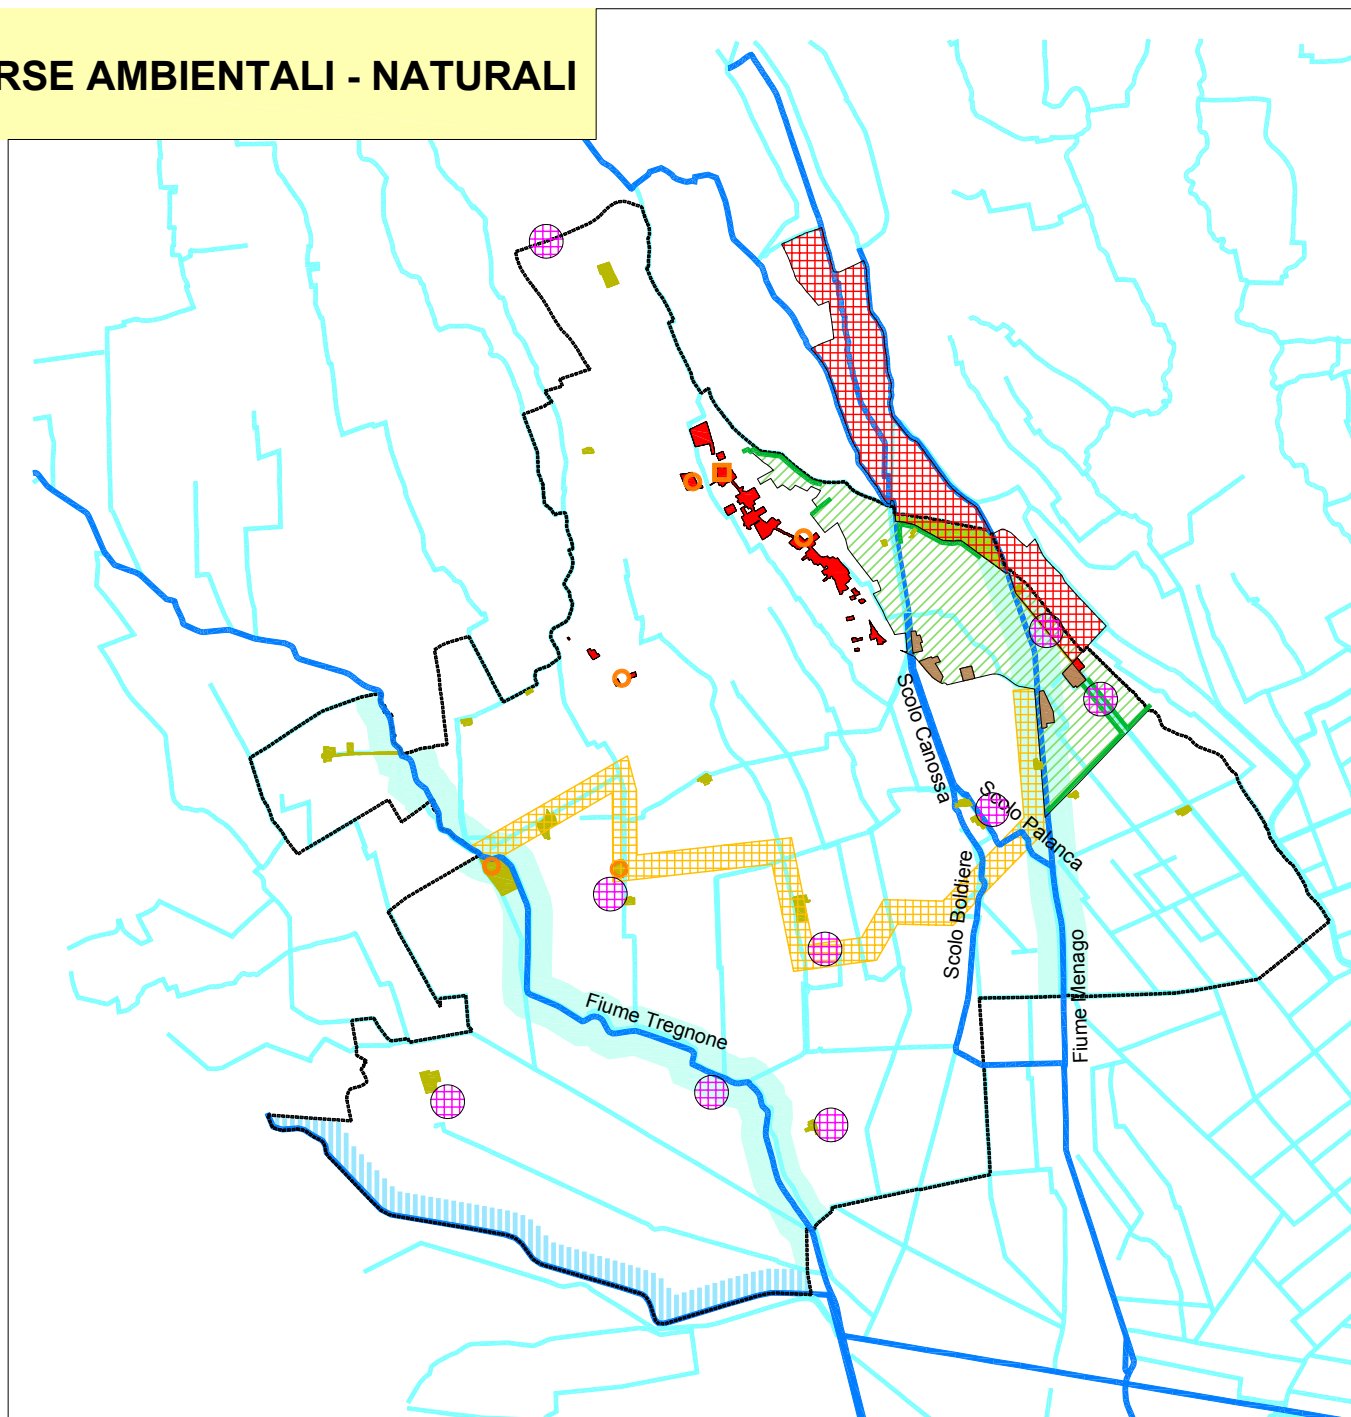 RSE AMBIENTALI - NATURALI
Scolo Canossa
Scolo Palanca
Scolo Boldiere
Fiume Menago
Fiume Tregnone